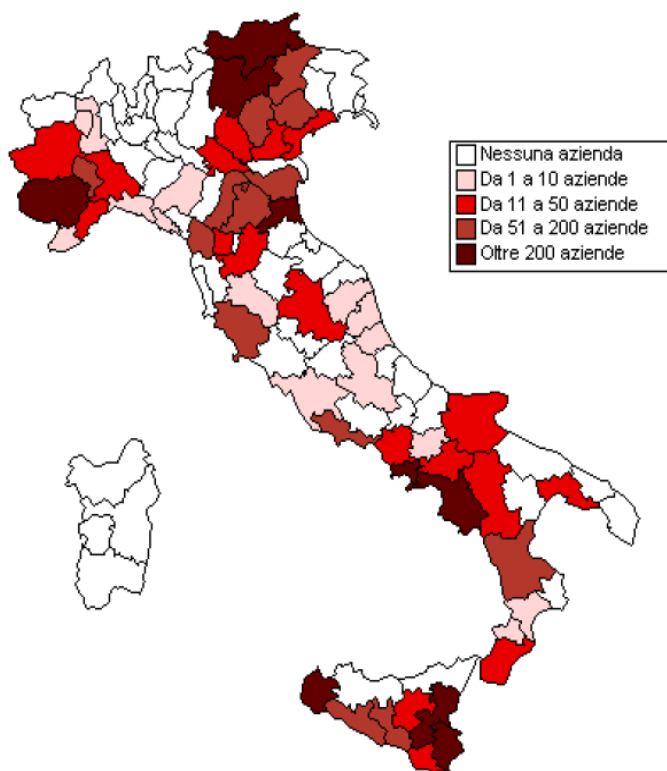 Nessuna azienda
Da 1 a 10 aziende
Da 11 a 50 aziende
Da 51 a 200 aziende
Oltre 200 aziende